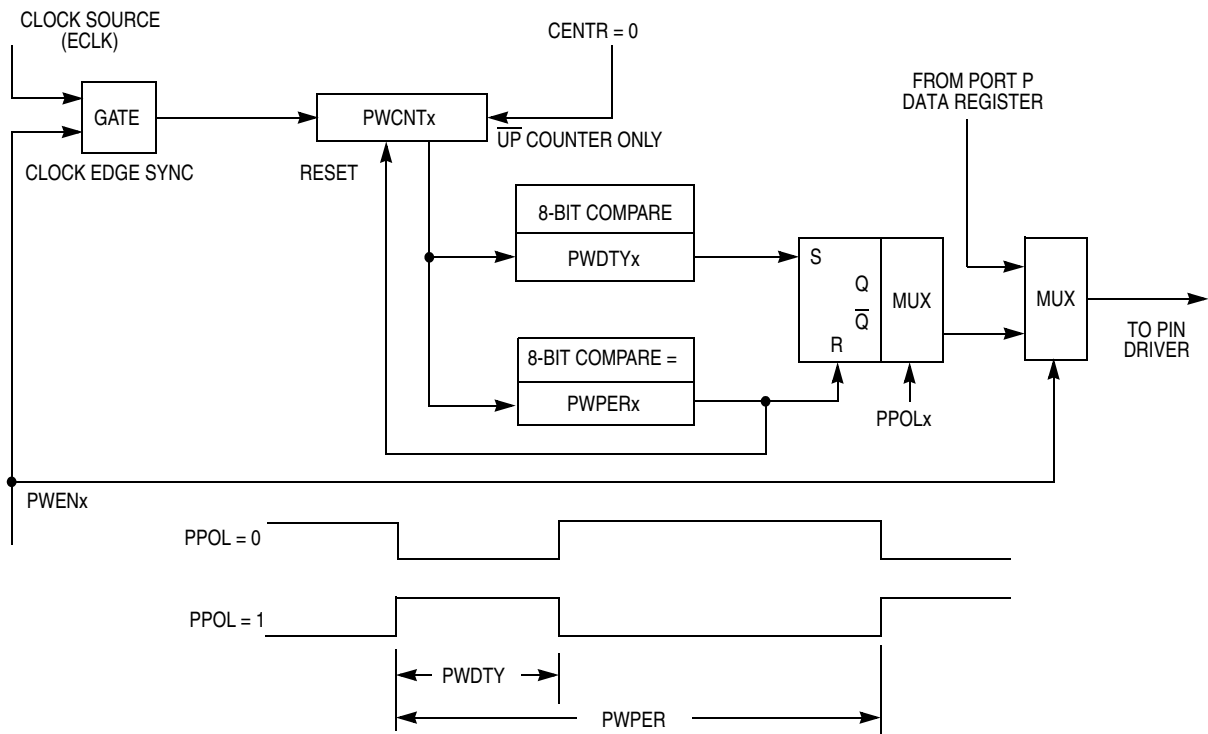 CLOCK SOURCE
(ECLK)
CENTR = 0
FROM PORT P
DATA REGISTER
GATE
PWCNTx
U̅P̅ COUNTER ONLY
CLOCK EDGE SYNC
RESET
8-BIT COMPARE
PWDTYx
S
Q
Q̅
R
MUX
MUX
TO PIN
DRIVER
8-BIT COMPARE =
PWPERx
PPOLx
PWENx
PPOL = 0
PPOL = 1
PWDTY
PWPER